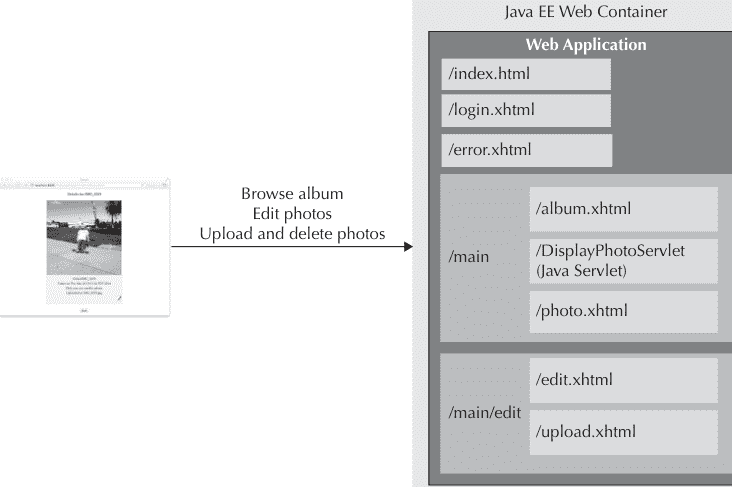 Java EE Web Container
Web Application
/index.html
/login.xhtml
/error.xhtml
Browse album
Edit photos
Upload and delete photos
/main
/album.xhtml
/DisplayPhotoServlet
(Java Servlet)
/photo.xhtml
/main/edit
/edit.xhtml
/upload.xhtml